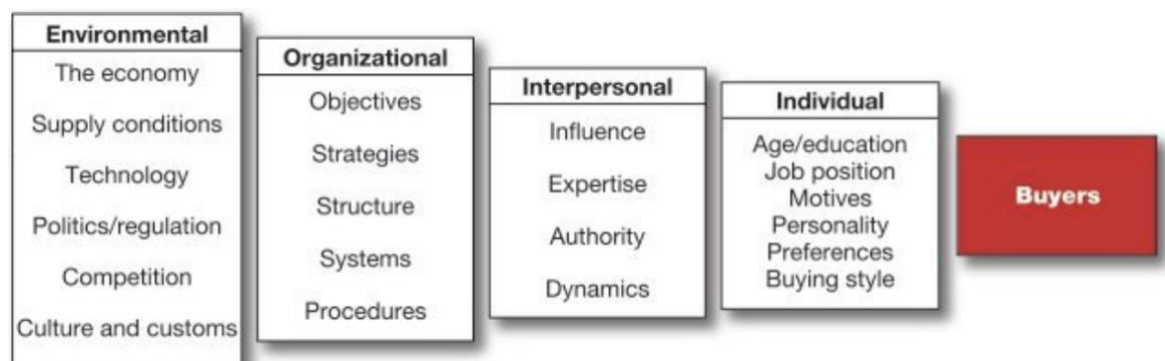 Environmental
The economy
Supply conditions
Technology
Politics/regulation
Competition
Culture and customs
Organizational
Objectives
Strategies
Structure
Systems
Procedures
Interpersonal
Influence
Expertise
Authority
Dynamics
Individual
Age/education
Job position
Motives
Personality
Preferences
Buying style
Buyers